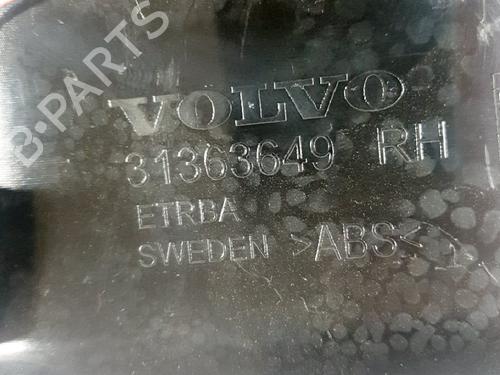 B-PARTS
VOLVO
31363649 RH
ETRBA
SWEDEN >ABS<